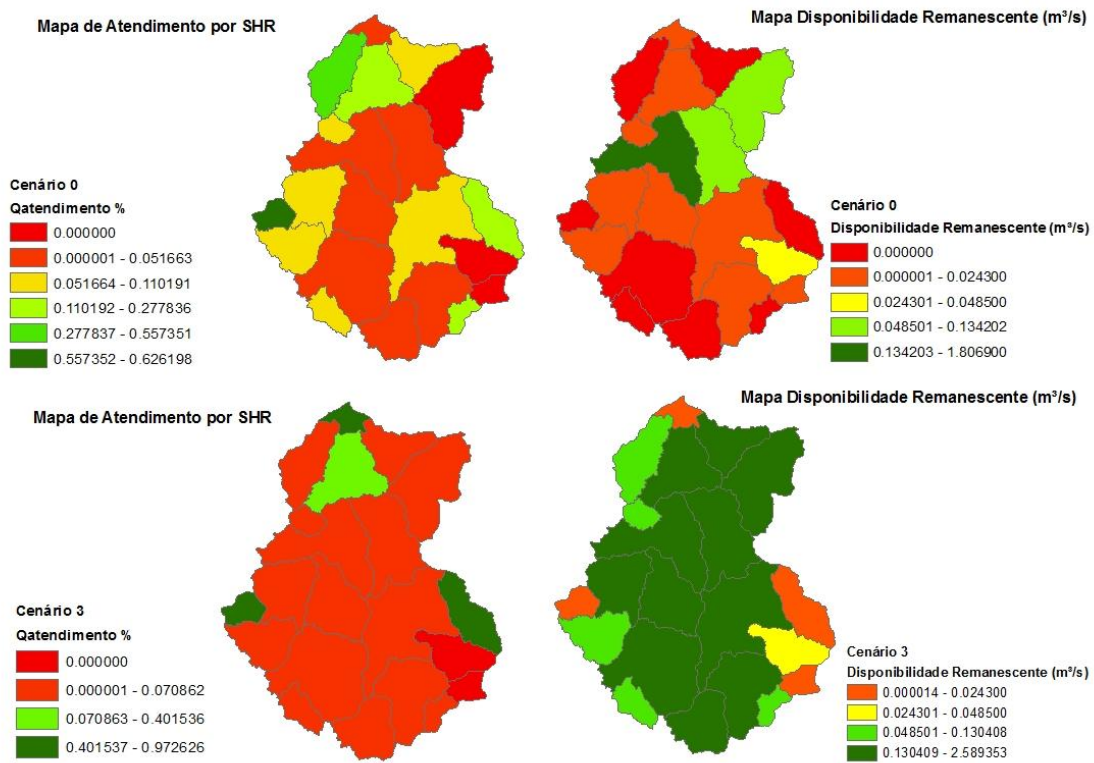 Mapa de Atendimento por SHR
Cenário 0
Qatendimento %
0.000000
0.000001 - 0.051663
0.051664 - 0.110191
0.110192 - 0.277836
0.277837 - 0.557351
0.557352 - 0.626198
Mapa Disponibilidade Remanescente (m³/s)
Cenário 0
Disponibilidade Remanescente (m³/s)
0.000000
0.000001 - 0.024300
0.024301 - 0.048500
0.048501 - 0.134202
0.134203 - 1.806900
Mapa de Atendimento por SHR
Cenário 3
Qatendimento %
0.000000
0.000001 - 0.070862
0.070863 - 0.401536
0.401537 - 0.972626
Mapa Disponibilidade Remanescente (m³/s)
Cenário 3
Disponibilidade Remanescente (m³/s)
0.000014 - 0.024300
0.024301 - 0.048500
0.048501 - 0.130408
0.130409 - 2.589353